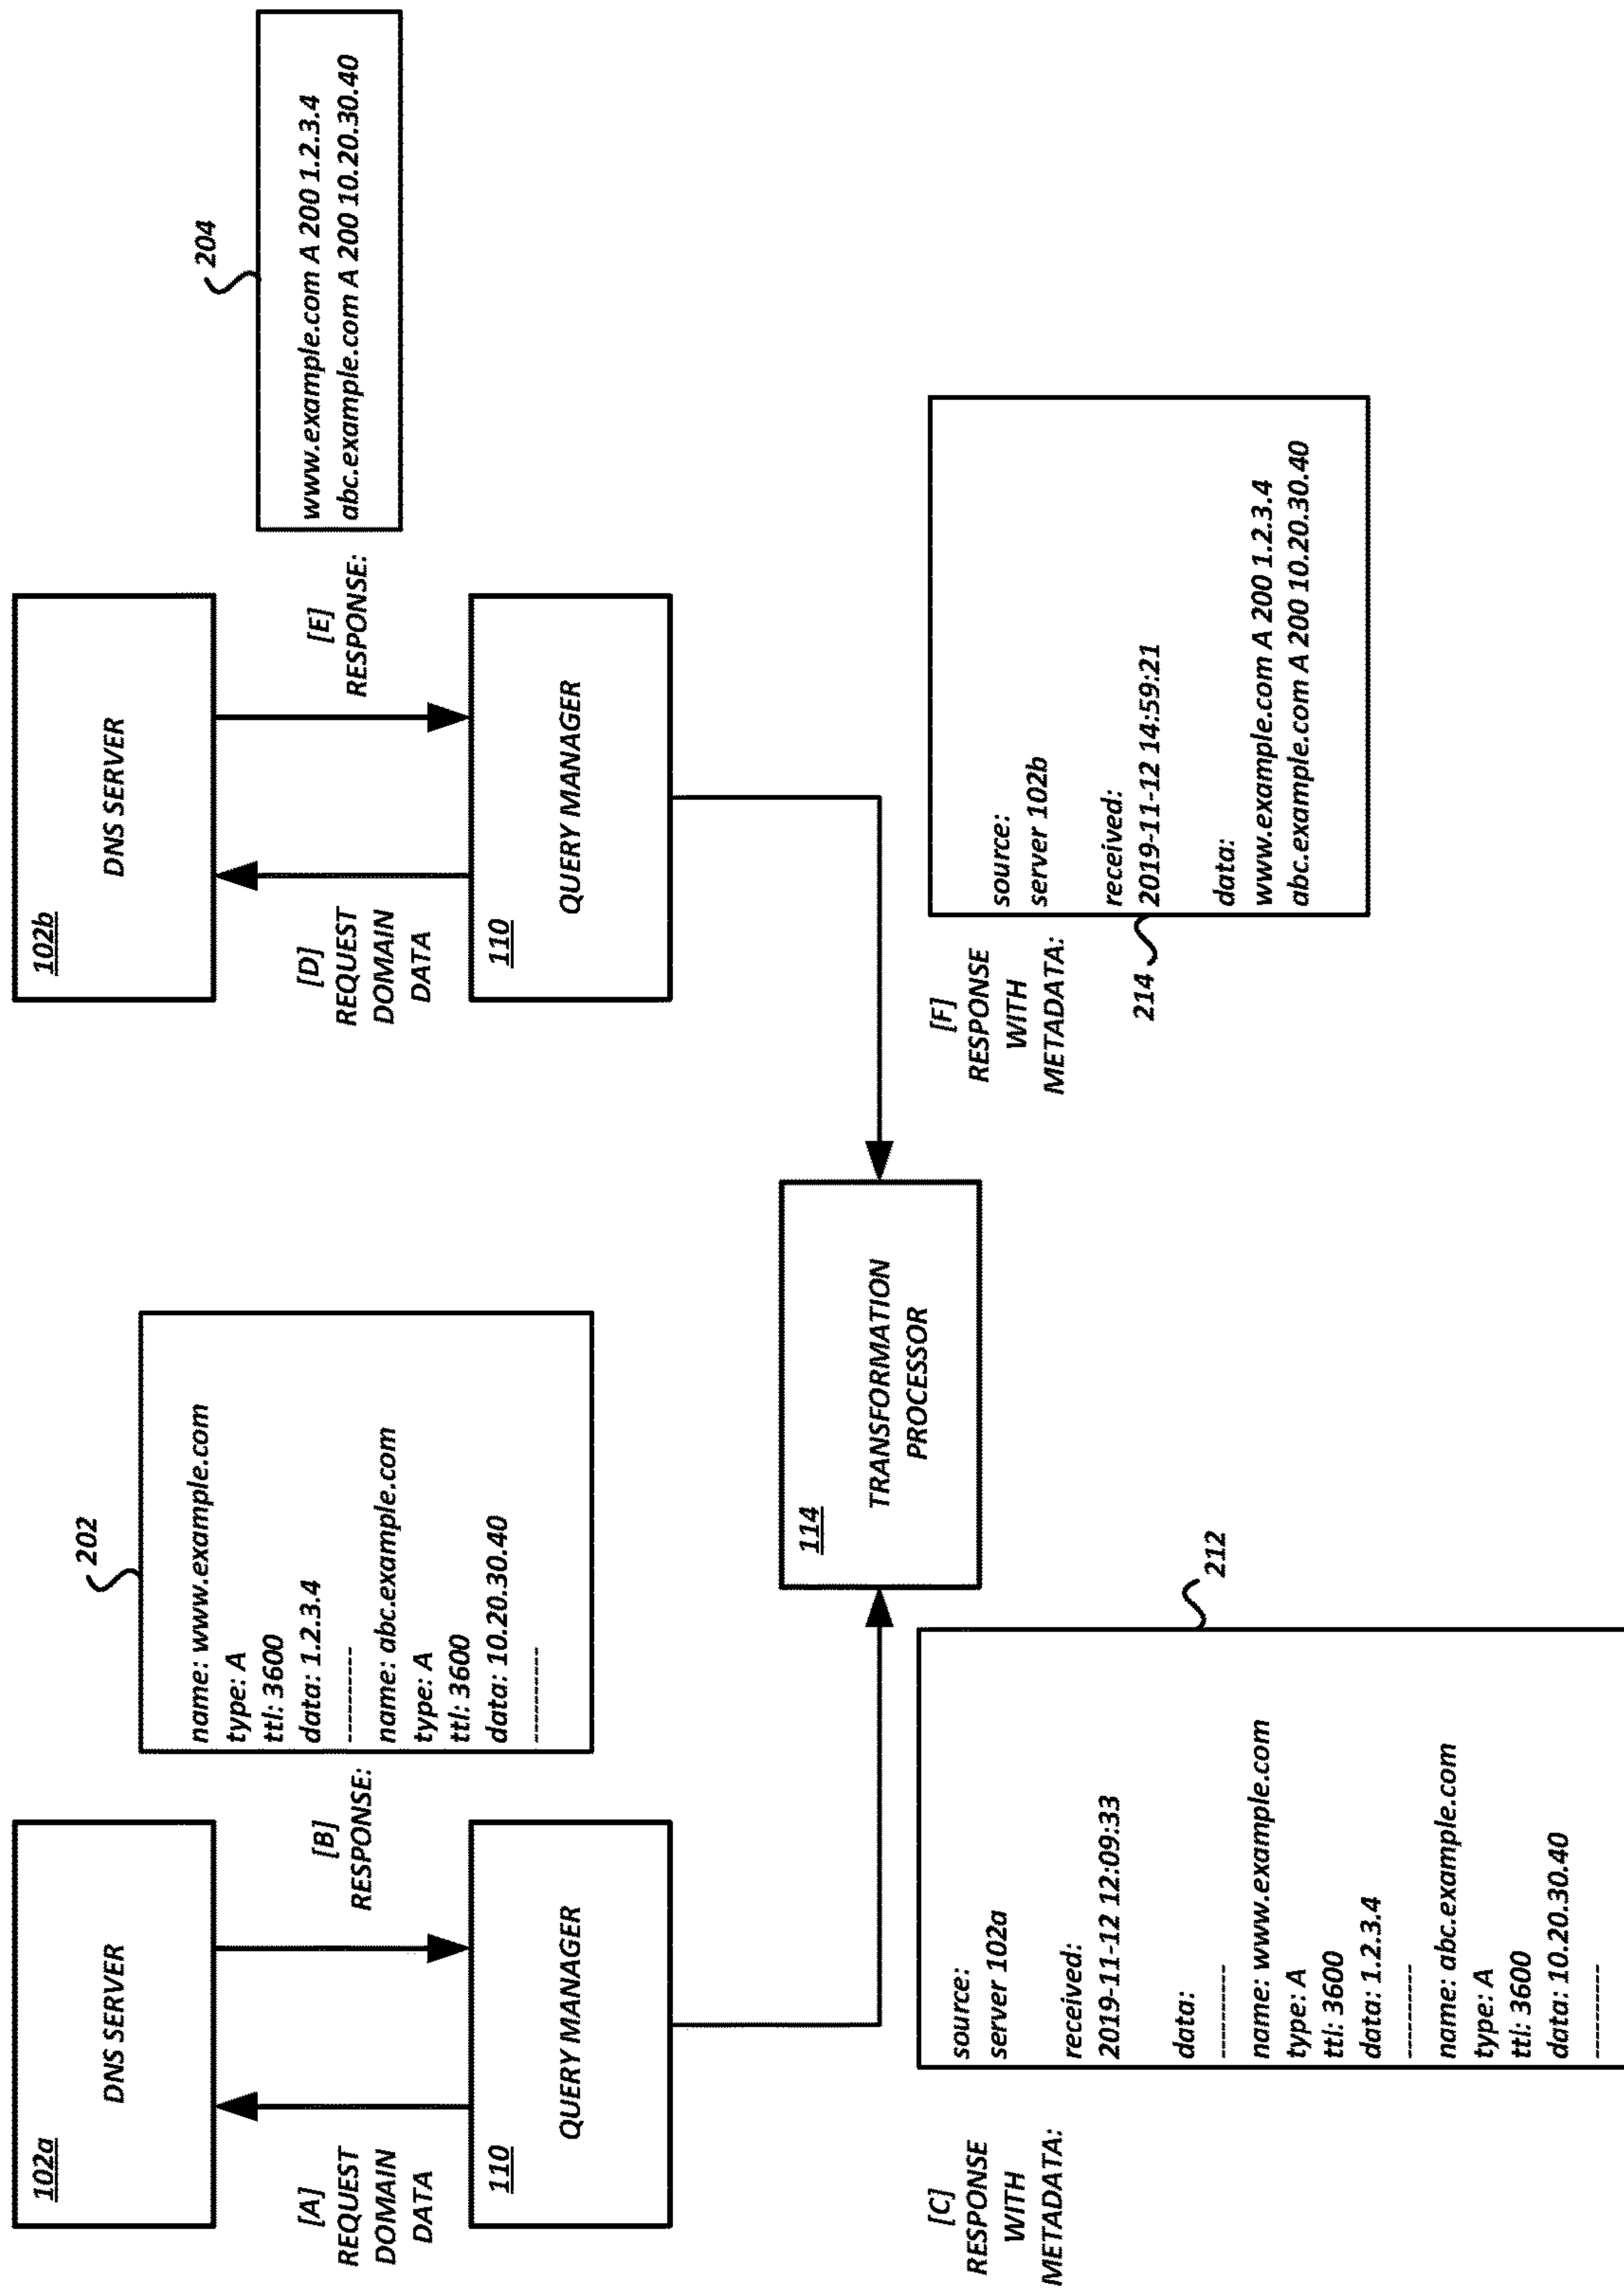 102a
DNS SERVER
[A]
REQUEST
DOMAIN
DATA
[B]
RESPONSE:
202
name: www.example.com
type: A
ttl: 3600
data: 1.2.3.4
----------
name: abc.example.com
type: A
ttl: 3600
data: 10.20.30.40
----------
110
QUERY MANAGER
[C]
RESPONSE
WITH
METADATA:
212
source:
server 102a
received:
2019-11-12 12:09:33
data:
----------
name: www.example.com
type: A
ttl: 3600
data: 1.2.3.4
----------
name: abc.example.com
type: A
ttl: 3600
data: 10.20.30.40
----------
114
TRANSFORMATION
PROCESSOR
102b
DNS SERVER
[D]
REQUEST
DOMAIN
DATA
[E]
RESPONSE:
204
www.example.com A 200 1.2.3.4
abc.example.com A 200 10.20.30.40
110
QUERY MANAGER
[F]
RESPONSE
WITH
METADATA:
214
source:
server 102b
received:
2019-11-12 14:59:21
data:
www.example.com A 200 1.2.3.4
abc.example.com A 200 10.20.30.40